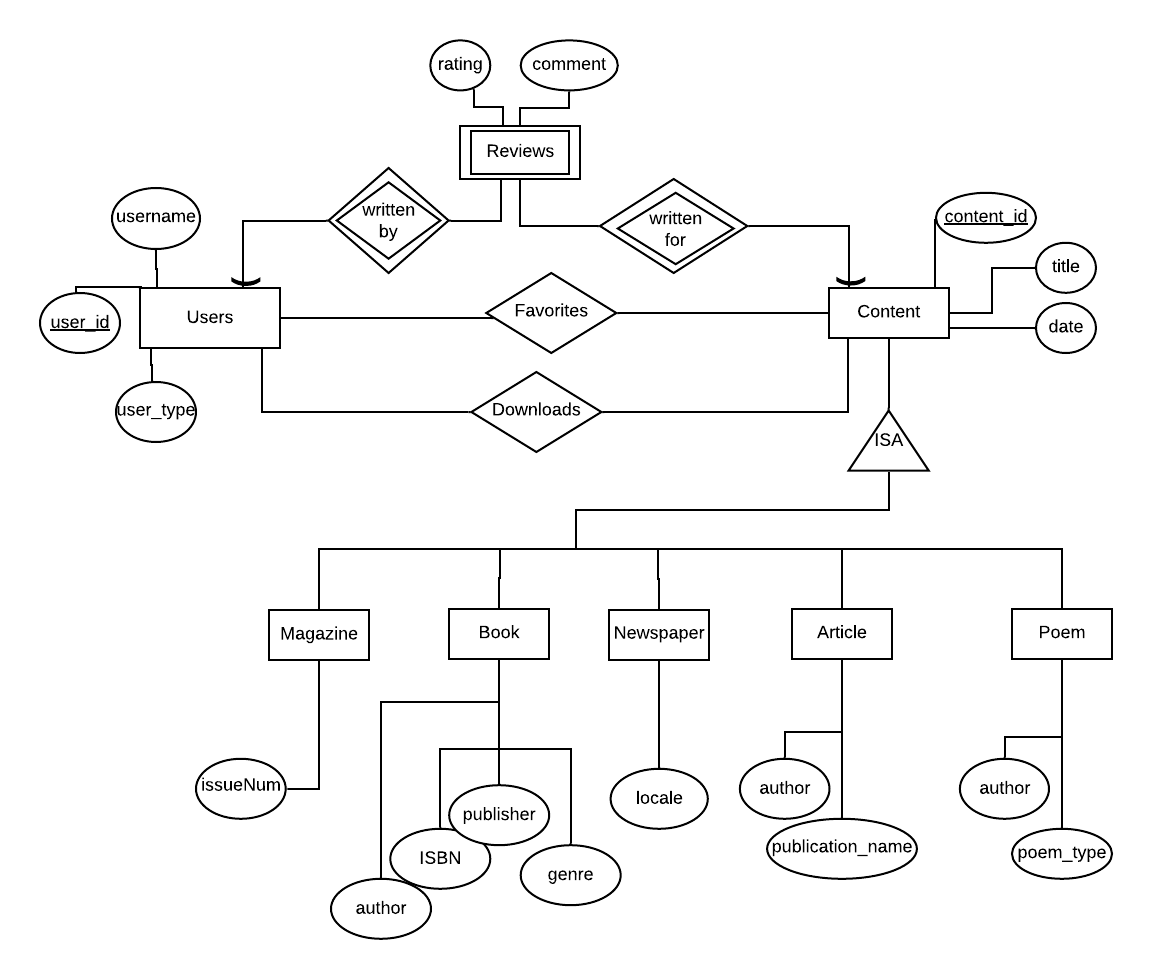 rating
comment
Reviews
written
by
written
for
username
content_id
title
user_id
Users
Favorites
Content
date
user_type
Downloads
ISA
Magazine
Book
Newspaper
Article
Poem
issueNum
publisher
locale
author
author
ISBN
genre
publication_name
poem_type
author